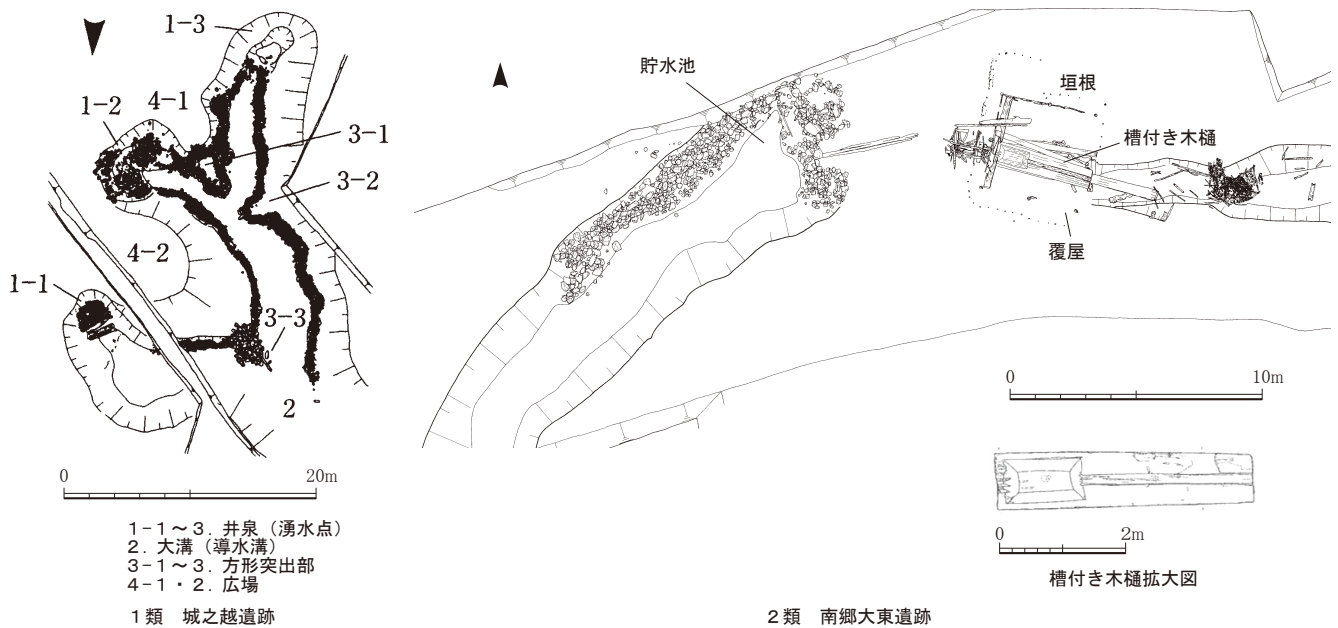 1-3
1-2
4-1
3-1
3-2
4-2
1-1
3-3
2
0 20m
1-1～3．井泉（湧水点）
2．大溝（導水溝）
3-1～3．方形突出部
4-1・2．広場
1類　城之越遺跡
貯水池
垣根
槽付き木樋
覆屋
0 10m
0 2m
槽付き木樋拡大図
2類　南郷大東遺跡